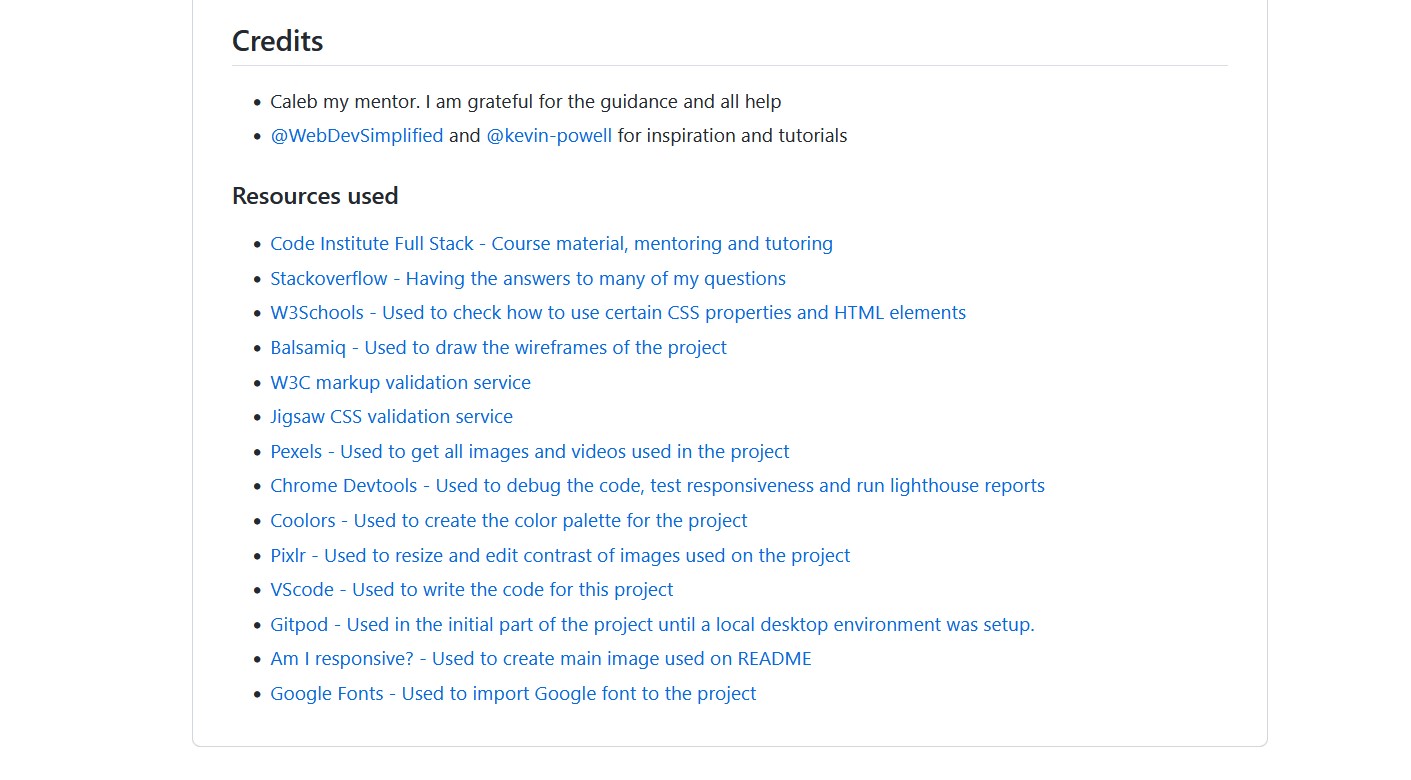 Credits
Caleb my mentor. I am grateful for the guidance and all help
@WebDevSimplified and @kevin-powell for inspiration and tutorials
Resources used
Code Institute Full Stack - Course material, mentoring and tutoring
Stackoverflow - Having the answers to many of my questions
W3Schools - Used to check how to use certain CSS properties and HTML elements
Balsamiq - Used to draw the wireframes of the project
W3C markup validation service
Jigsaw CSS validation service
Pexels - Used to get all images and videos used in the project
Chrome Devtools - Used to debug the code, test responsiveness and run lighthouse reports
Coolors - Used to create the color palette for the project
Pixlr - Used to resize and edit contrast of images used on the project
VScode - Used to write the code for this project
Gitpod - Used in the initial part of the project until a local desktop environment was setup.
Am I responsive? - Used to create main image used on README
Google Fonts - Used to import Google font to the project